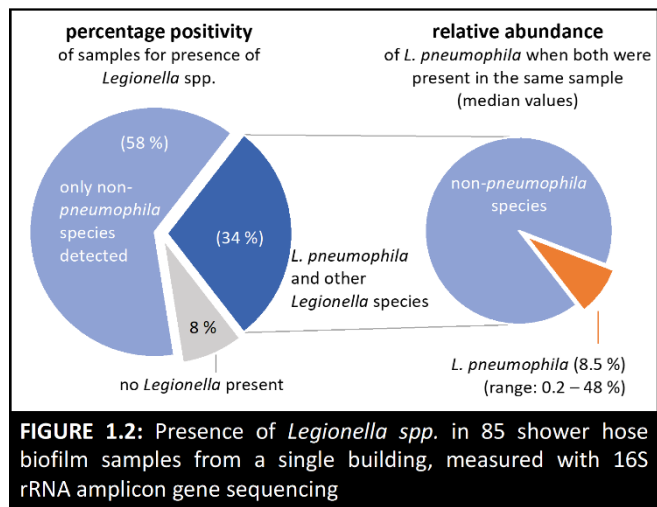 percentage positivity
of samples for presence of
Legionella spp.
relative abundance
of L. pneumophila when both were
present in the same sample
(median values)
(58 %)
only non-
pneumophila
species
detected
(34 %)
L. pneumophila
and other
Legionella species
8 %
no Legionella present
non-pneumophila
species
L. pneumophila (8.5 %)
(range: 0.2 – 48 %)
FIGURE 1.2: Presence of Legionella spp. in 85 shower hose
biofilm samples from a single building, measured with 16S
rRNA amplicon gene sequencing